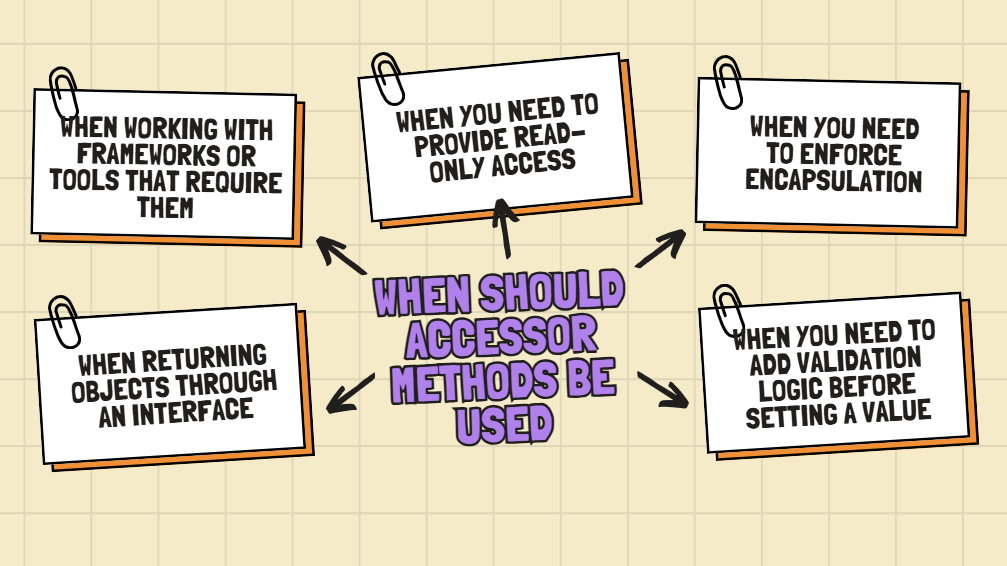 WHEN WORKING WITH
FRAMEWORKS OR
TOOLS THAT REQUIRE
THEM
WHEN YOU NEED TO
PROVIDE READ-
ONLY ACCESS
WHEN YOU NEED
TO ENFORCE
ENCAPSULATION
WHEN SHOULD
ACCESSOR
METHODS BE
USED
WHEN RETURNING
OBJECTS THROUGH
AN INTERFACE
WHEN YOU NEED TO
ADD VALIDATION
LOGIC BEFORE
SETTING A VALUE